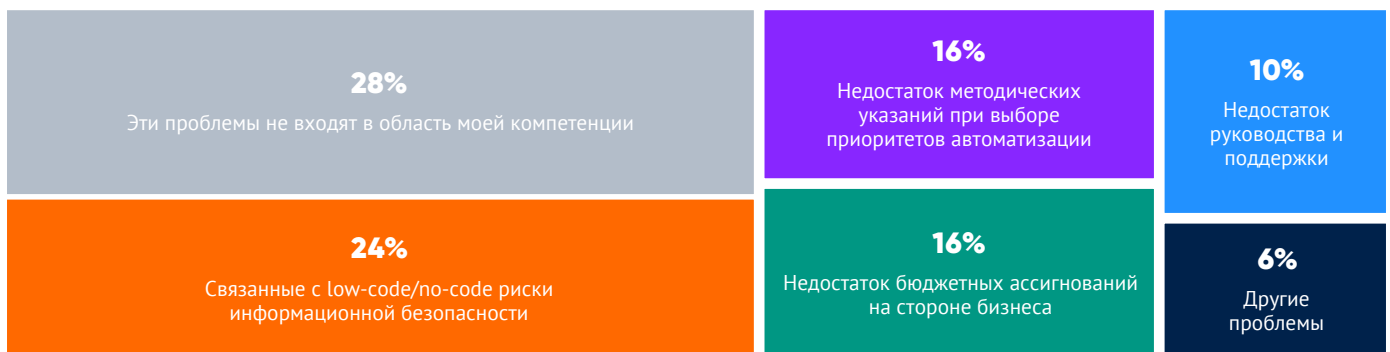 28%
Эти проблемы не входят в область моей компетенции
24%
Связанные с low-code/no-code риски
информационной безопасности
16%
Недостаток методических
указаний при выборе
приоритетов автоматизации
16%
Недостаток бюджетных ассигнований
на стороне бизнеса
10%
Недостаток
руководства и
поддержки
6%
Другие
проблемы